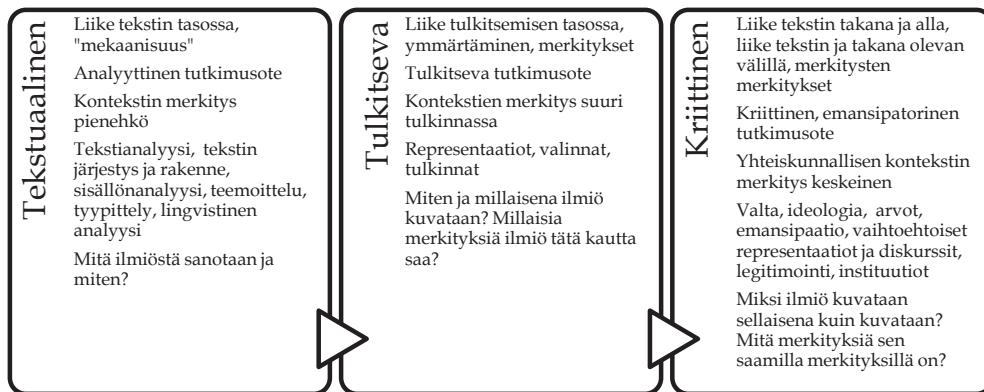 Tekstuaalinen
Liike tekstin tasossa,
"mekaanisuus"
Analyyttinen tutkimusote
Kontekstin merkitys
pienehkö
Tekstianalyysi, tekstin
järjestys ja rakenne,
sisällönanalyysi, teemoittelu,
tyypittely, lingvistinen
analyysi
Mitä ilmiöstä sanotaan ja
miten?
Tulkitseva
Liike tulkitsemisen tasossa,
ymmärtäminen, merkitykset
Tulkitseva tutkimusote
Kontekstien merkitys suuri
tulkinnassa
Representaatiot, valinnat,
tulkinnat
Miten ja millaisena ilmiö
kuvataan? Millaisia
merkityksiä ilmiö tätä kautta
saa?
Kriittinen
Liike tekstin takana ja alla,
liike tekstin ja takana olevan
välillä, merkitysten
merkitykset
Kriittinen, emansipatorinen
tutkimusote
Yhteiskunnallisen kontekstin
merkitys keskeinen
Valta, ideologia, arvot,
emansipaatio, vaihtoehtoiset
representaatiot ja diskurssit,
legitimointi, instituutiot
Miksi ilmiö kuvataan
sellaisena kuin kuvataan?
Mitä merkityksiä sen
saamilla merkityksillä on?